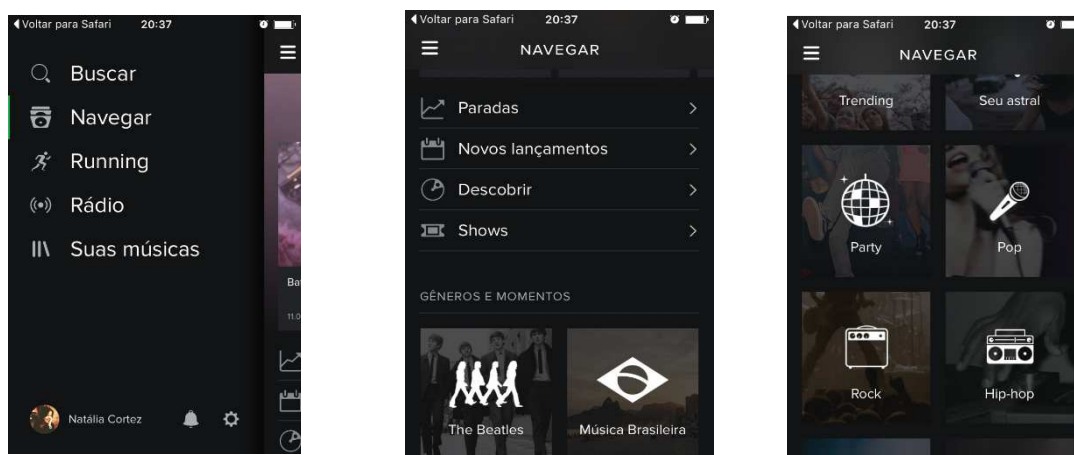 Voltar para Safari 20:37
Buscar
Navegar
Running
Rádio
Suas músicas
Natália Cortez
Voltar para Safari 20:37
NAVEGAR
Paradas
Novos lançamentos
Descobrir
Shows
GÊNEROS E MOMENTOS
The Beatles
Música Brasileira
Voltar para Safari 20:37
NAVEGAR
Trending
Seu astral
Party
Pop
Rock
Hip-hop